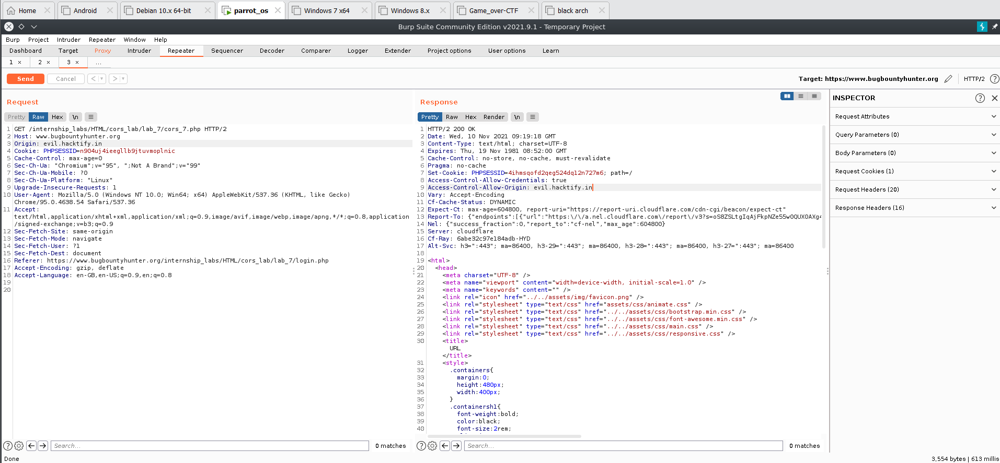 Home
Android
Debian 10.x 64-bit
parrot_os
Windows 7 x64
Windows 8.x
Game_over-CTF
black arch
Burp Suite Community Edition v2021.9.1 - Temporary Project
Burp Project Intruder Repeater Window Help
Dashboard Target Proxy Intruder Repeater Sequencer Decoder Comparer Logger Extender Project options User options Learn
1 × 2 × 3 × ...
Send Cancel < >
Target: https://www.bugbountyhunter.org HTTP/2 ?
Request
Pretty Raw Hex \n
1 GET /internship_labs/HTML/cors_lab/lab_7/cors_7.php HTTP/2
2 Host: www.bugbountyhunter.org
3 Origin: evil.hacktify.in
4 Cookie: PHPSESSID=n904uj4ieegllb9jtuvmoplnic
5 Cache-Control: max-age=0
6 Sec-Ch-Ua: "Chromium";v="95", ";Not A Brand";v="99"
7 Sec-Ch-Ua-Mobile: ?0
8 Sec-Ch-Ua-Platform: "Linux"
9 Upgrade-Insecure-Requests: 1
10 User-Agent: Mozilla/5.0 (Windows NT 10.0; Win64; x64) AppleWebKit/537.36 (KHTML, like Gecko)
Chrome/95.0.4638.54 Safari/537.36
11 Accept:
text/html,application/xhtml+xml,application/xml;q=0.9,image/avif,image/webp,image/apng,*/*;q=0.8,application
/signed-exchange;v=b3;q=0.9
12 Sec-Fetch-Site: same-origin
13 Sec-Fetch-Mode: navigate
14 Sec-Fetch-User: ?1
15 Sec-Fetch-Dest: document
16 Referer: https://www.bugbountyhunter.org/internship_labs/HTML/cors_lab/lab_7/login.php
17 Accept-Encoding: gzip, deflate
18 Accept-Language: en-GB,en-US;q=0.9,en;q=0.8
19
20
? Search... 0 matches
Response
Pretty Raw Hex Render \n
1 HTTP/2 200 OK
2 Date: Wed, 10 Nov 2021 09:19:18 GMT
3 Content-Type: text/html; charset=UTF-8
4 Expires: Thu, 19 Nov 1981 08:52:00 GMT
5 Cache-Control: no-store, no-cache, must-revalidate
6 Pragma: no-cache
7 Set-Cookie: PHPSESSID=4ihmsqofd2qeg524dq12n727m6; path=/
8 Access-Control-Allow-Credentials: true
9 Access-Control-Allow-Origin: evil.hacktify.in
10 Vary: Accept-Encoding
11 Cf-Cache-Status: DYNAMIC
12 Expect-Ct: max-age=604800, report-uri="https://report-uri.cloudflare.com/cdn-cgi/beacon/expect-ct"
13 Report-To: {"endpoints":[{"url":"https:\/\/a.nel.cloudflare.com\/report\/v3?s=oS8ZSLtgIqAjFkpNZe55wOQUXOAXg4
14 Nel: {"success_fraction":0,"report_to":"cf-nel","max_age":604800}
15 Server: cloudflare
16 Cf-Ray: 6abe32c97e184adb-HYD
17 Alt-Svc: h3=":443"; ma=86400, h3-29=":443"; ma=86400, h3-28=":443"; ma=86400, h3-27=":443"; ma=86400
18
19 <html>
20 <head>
21 <meta charset="UTF-8" />
22 <meta name="viewport" content="width=device-width, initial-scale=1.0" />
23 <meta name="keywords" content="" />
24 <link rel="icon" href="../../assets/img/favicon.png" />
25 <link rel="stylesheet" type="text/css" href="assets/css/animate.css" />
26 <link rel="stylesheet" type="text/css" href="../../assets/css/bootstrap.min.css" />
27 <link rel="stylesheet" type="text/css" href="../../assets/css/font-awesome.min.css" />
28 <link rel="stylesheet" type="text/css" href="../../assets/css/main.css" />
29 <link rel="stylesheet" type="text/css" href="../../assets/css/responsive.css" />
30 <title>
URL
</title>
31 <style>
32 .containers{
33 margin:0;
34 height:480px;
35 width:400px;
36 }
37 .containersh1{
38 font-weight:bold;
39 color:black;
40 font-size:2rem;
? Search... 0 matches
INSPECTOR
Request Attributes
Query Parameters (0)
Body Parameters (0)
Request Cookies (1)
Request Headers (20)
Response Headers (16)
Done
3,554 bytes | 613 millis